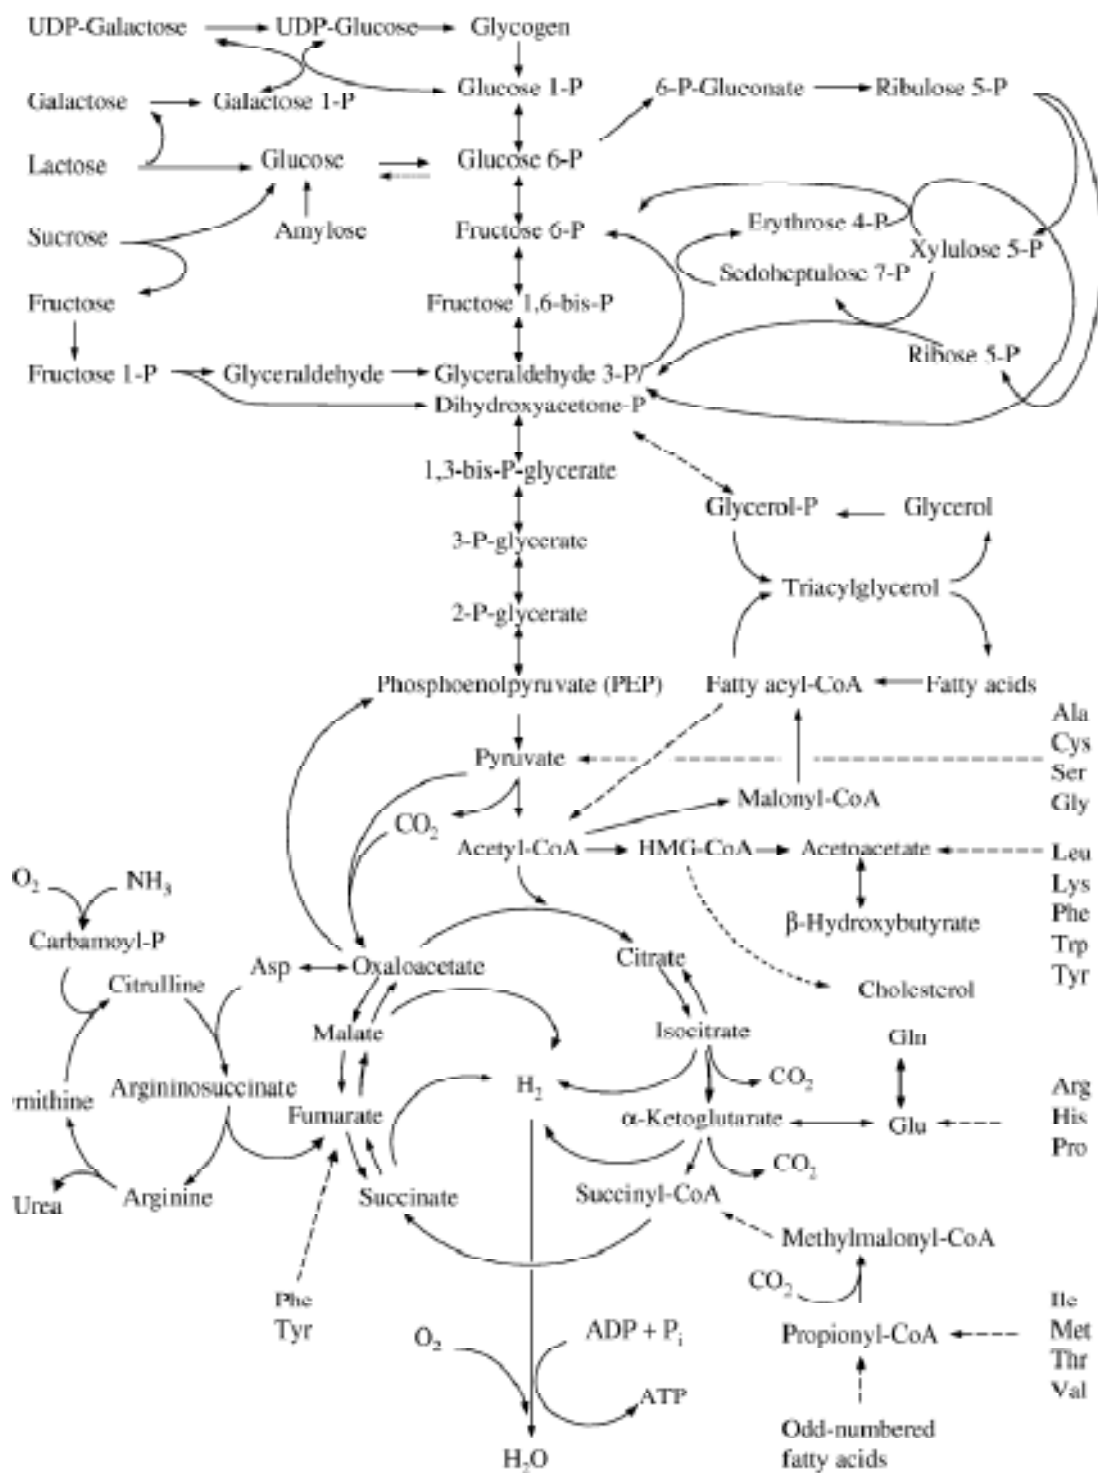 UDP-Galactose UDP-Glucose Glycogen
Glucose 1-P 6-P-Gluconate Ribulose 5-P
Galactose Galactose 1-P
Lactose Glucose Glucose 6-P
Sucrose Amylose Fructose 6-P Erythrose 4-P
Xylulose 5-P
Sedoheptulose 7-P
Fructose Fructose 1,6-bis-P
Ribose 5-P
Fructose 1-P Glyceraldehyde Glyceraldehyde 3-P
Dihydroxyacetone-P
1,3-bis-P-glycerate
Glycerol-P Glycerol
3-P-glycerate
Triacylglycerol
2-P-glycerate
Phosphoenolpyruvate (PEP) Fatty acyl-CoA Fatty acids
Ala
Cys
Pyruvate
Ser
Malonyl-CoA Gly
CO2
Acetyl-CoA HMG-CoA Acetoacetate Leu
O2 NH3 Lys
β-Hydroxybutyrate Phe
Carbamoyl-P Trp
Asp Oxaloacetate Citrate Tyr
Citrulline Cholesterol
Malate Isocitrate Gln
H2 CO2
Argininosuccinate Arg
rnithine Fumarate α-Ketoglutarate Glu His
Pro
CO2
Urea Arginine Succinate Succinyl-CoA
Methylmalonyl-CoA
CO2
Phe Ile
Tyr O2 ADP + Pi Propionyl-CoA Met
Thr
ATP Val
Odd-numbered
H2O fatty acids